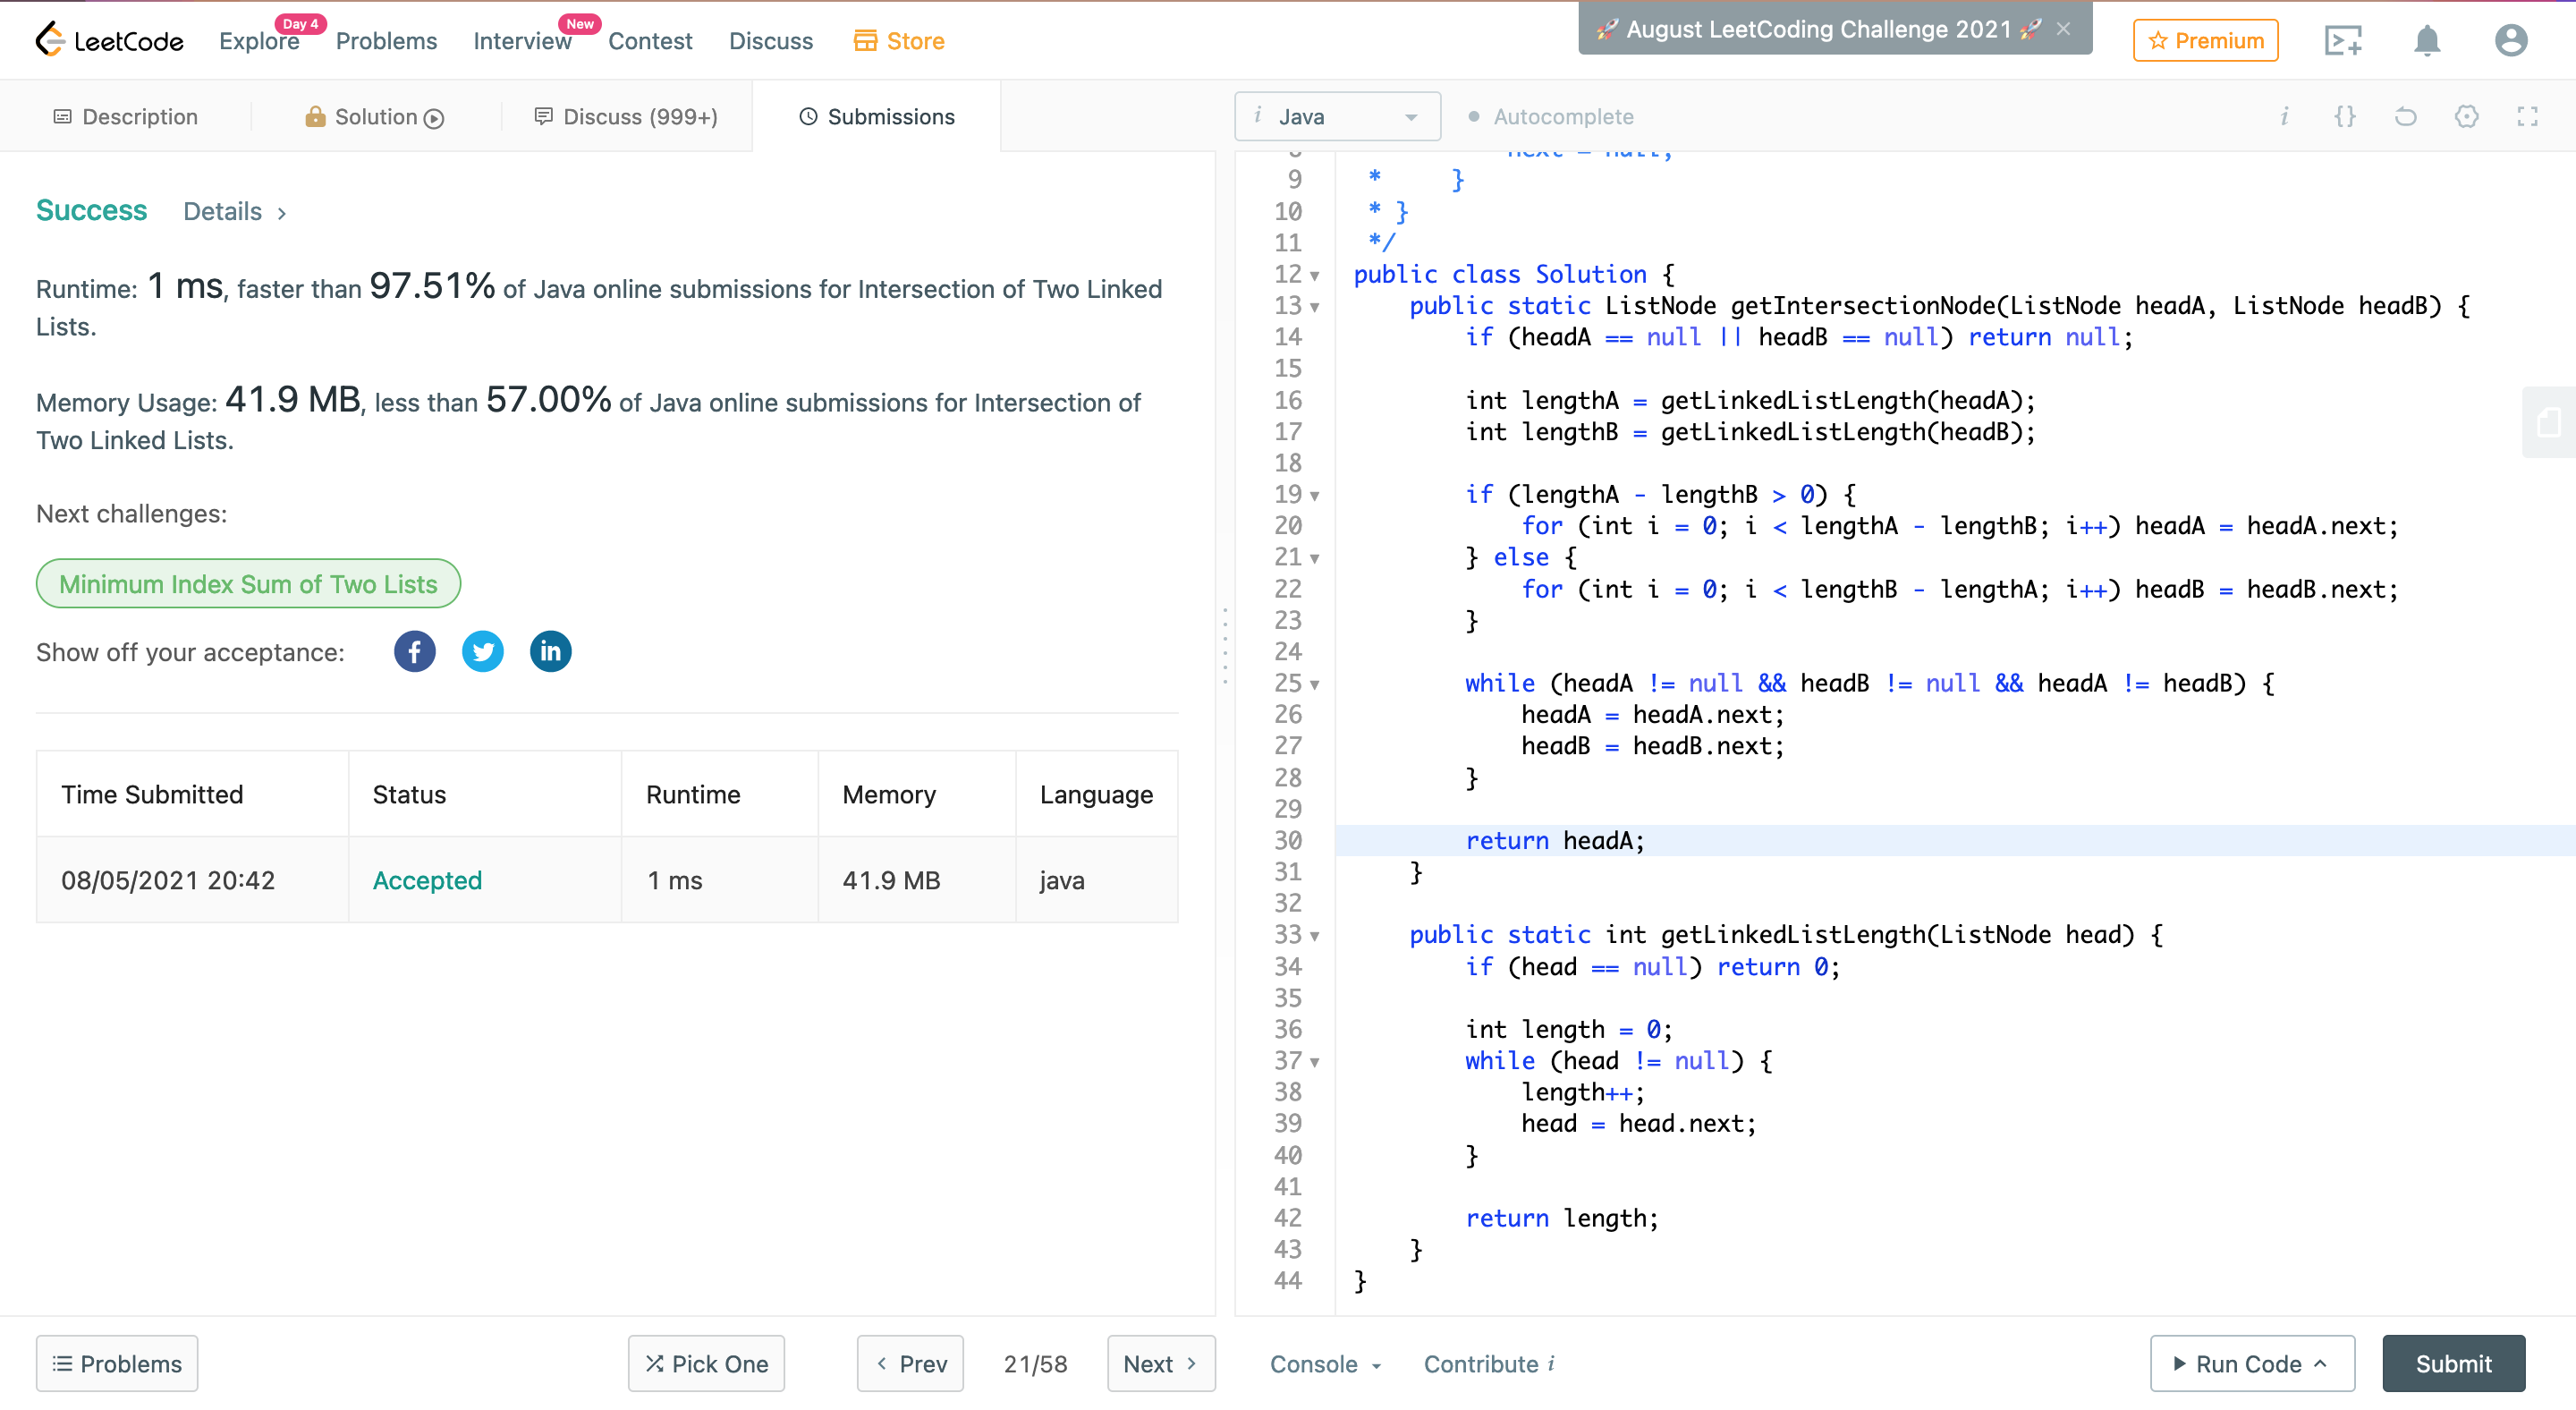 LeetCode
Explore
Day 4
Problems
Interview
New
Contest
Discuss
Store
🚀 August LeetCoding Challenge 2021 🚀 ×
Premium
Description
Solution
Discuss (999+)
Submissions
i Java
Autocomplete
Success Details >
Runtime: 1 ms, faster than 97.51% of Java online submissions for Intersection of Two Linked
Lists.
Memory Usage: 41.9 MB, less than 57.00% of Java online submissions for Intersection of
Two Linked Lists.
Next challenges:
Minimum Index Sum of Two Lists
Show off your acceptance:
Time Submitted Status Runtime Memory Language
08/05/2021 20:42 Accepted 1 ms 41.9 MB java
9  *     }
10  * }
11  */
12 public class Solution {
13     public static ListNode getIntersectionNode(ListNode headA, ListNode headB) {
14         if (headA == null || headB == null) return null;
15
16         int lengthA = getLinkedListLength(headA);
17         int lengthB = getLinkedListLength(headB);
18
19         if (lengthA - lengthB > 0) {
20             for (int i = 0; i < lengthA - lengthB; i++) headA = headA.next;
21         } else {
22             for (int i = 0; i < lengthB - lengthA; i++) headB = headB.next;
23         }
24
25         while (headA != null && headB != null && headA != headB) {
26             headA = headA.next;
27             headB = headB.next;
28         }
29
30         return headA;
31     }
32
33     public static int getLinkedListLength(ListNode head) {
34         if (head == null) return 0;
35
36         int length = 0;
37         while (head != null) {
38             length++;
39             head = head.next;
40         }
41
42         return length;
43     }
44 }
Problems
Pick One
< Prev
21/58
Next >
Console
Contribute i
Run Code
Submit